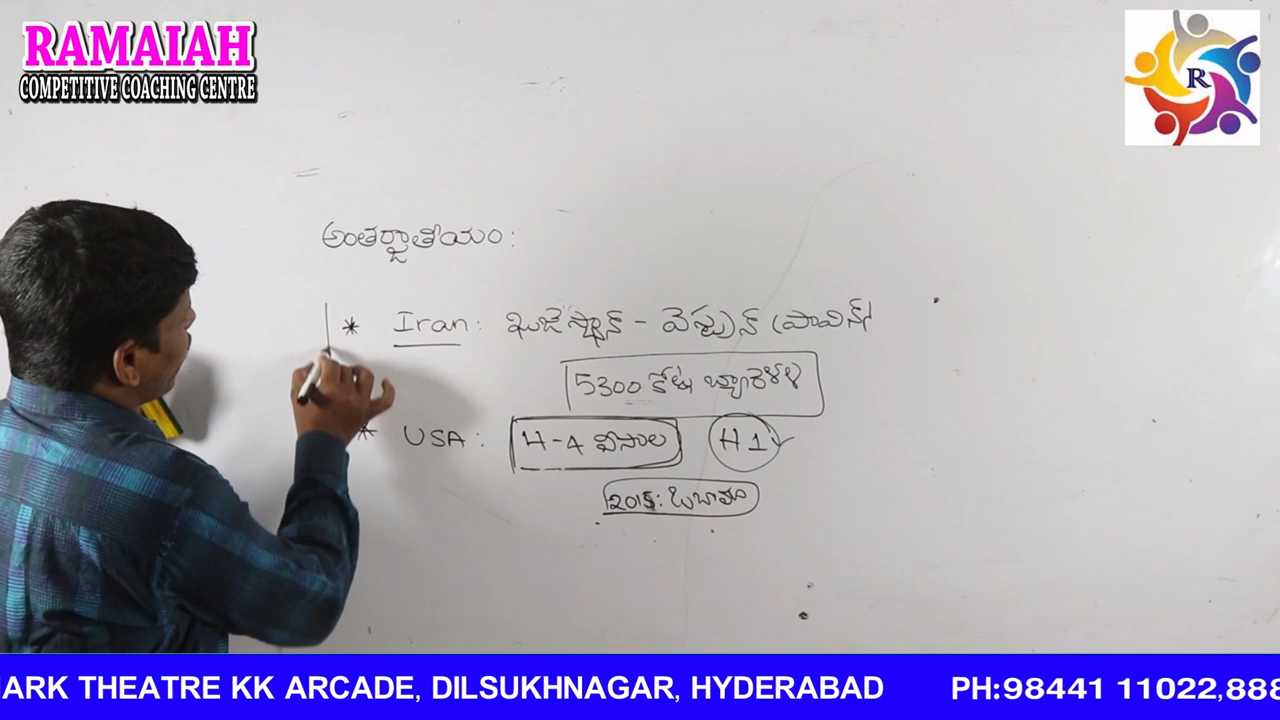 RAMAIAH
COMPETITIVE COACHING CENTRE
R
అంతర్జాతీయం:
* Iran: ఖుజెస్థాన్ - వెస్ట్రన్ ప్రావిన్స్
5300 కోట్ల బ్యారెళ్ల
* USA: H-4 వీసాల H1
2015: ఒబామా
MARK THEATRE KK ARCADE, DILSUKHNAGAR, HYDERABAD PH:98441 11022,888